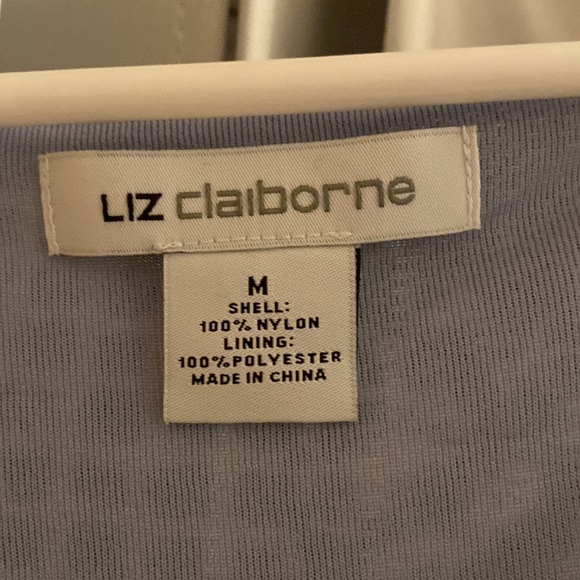 LIZ claiborne
M
SHELL:
100% NYLON
LINING:
100% POLYESTER
MADE IN CHINA